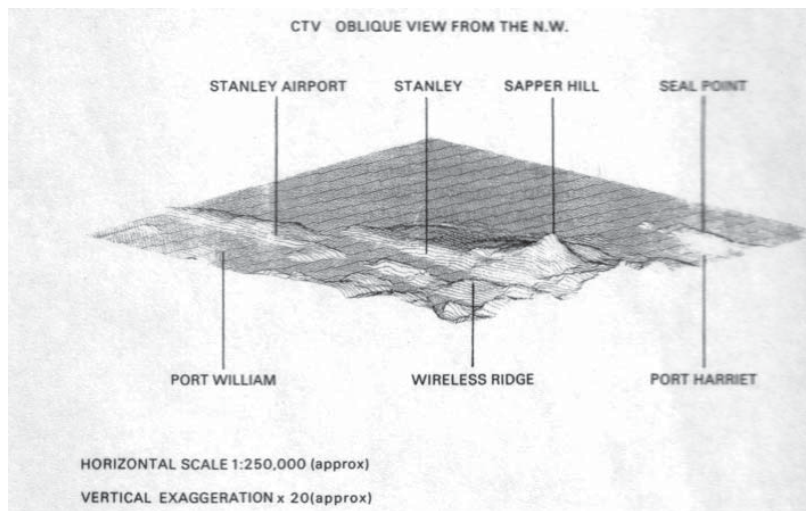 CTV OBLIQUE VIEW FROM THE N.W.
STANLEY AIRPORT STANLEY SAPPER HILL SEAL POINT
PORT WILLIAM WIRELESS RIDGE PORT HARRIET
HORIZONTAL SCALE 1:250,000 (approx)
VERTICAL EXAGGERATION x 20(approx)